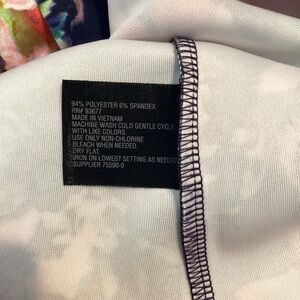 94% POLYESTER 6% SPANDEX
RN# 93677
MADE IN VIETNAM
MACHINE WASH COLD GENTLE CYCLE
WITH LIKE COLORS.
USE ONLY NON-CHLORINE
BLEACH WHEN NEEDED.
DRY FLAT.
IRON ON LOWEST SETTING AS NEEDED
SUPPLIER 75590-0